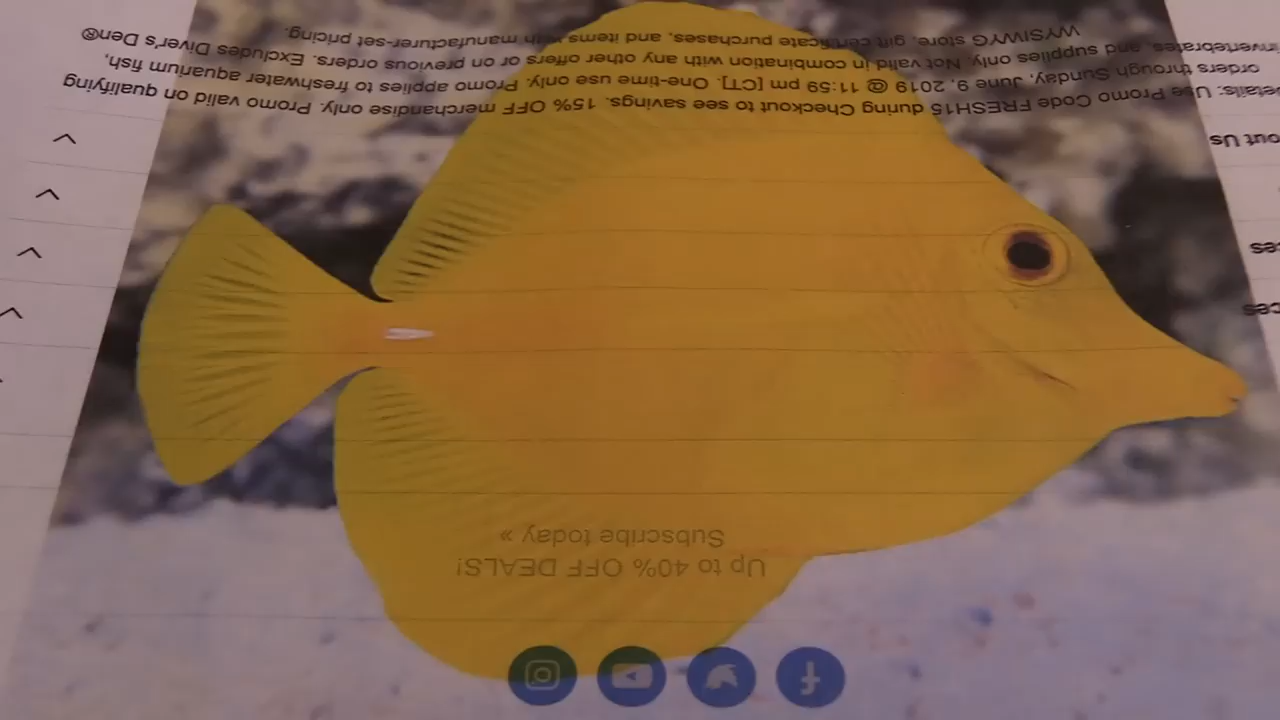 Up to 40% OFF DEALS!
Subscribe today »
ces
ces
out Us
etails: Use Promo Code FRESH15 during Checkout to see savings. 15% OFF merchandise only. Promo valid on qualifying
orders through Sunday, June 9, 2019 @ 11:59 pm [CT]. One-time use only. Promo applies to freshwater aquarium fish,
invertebrates, and supplies only. Not valid in combination with any other offers or on previous orders. Excludes Diver's Den®
WYSIWYG store, gift certificate purchases, and items with manufacturer-set pricing.